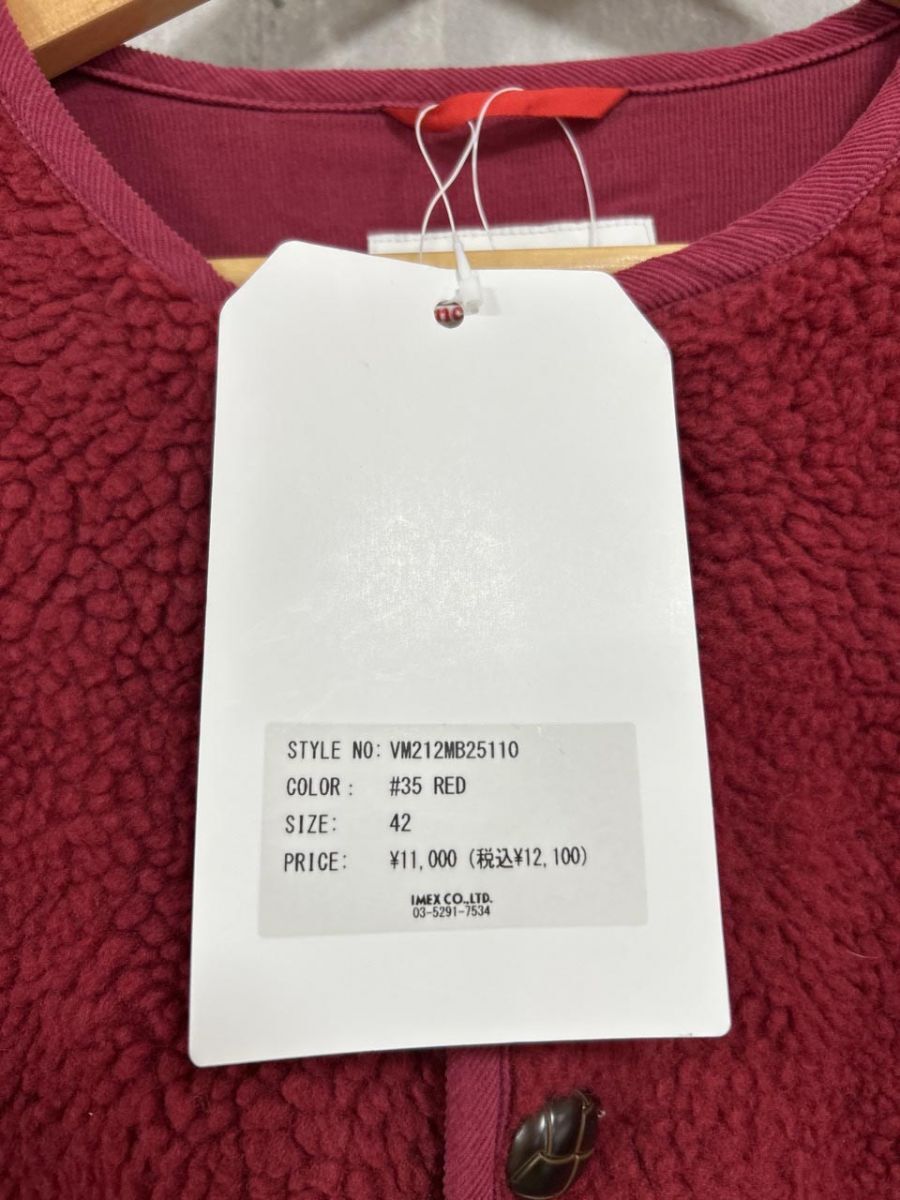 STYLE NO: VM212MB25110
COLOR: #35 RED
SIZE: 42
PRICE: ¥11,000 (税込¥12,100)
IMEX CO.,LTD.
03-5291-7534